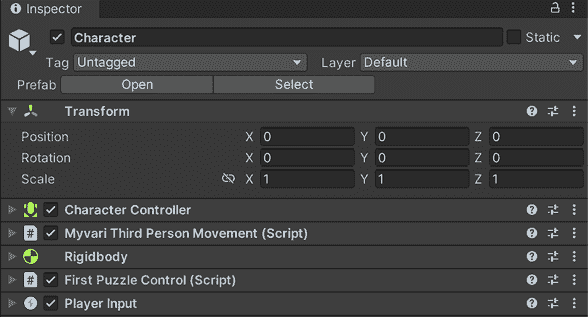 Inspector
Character Static
Tag Untagged Layer Default
Prefab Open Select
Transform
Position X 0 Y 0 Z 0
Rotation X 0 Y 0 Z 0
Scale X 1 Y 1 Z 1
Character Controller
# Myvari Third Person Movement (Script)
Rigidbody
# First Puzzle Control (Script)
Player Input